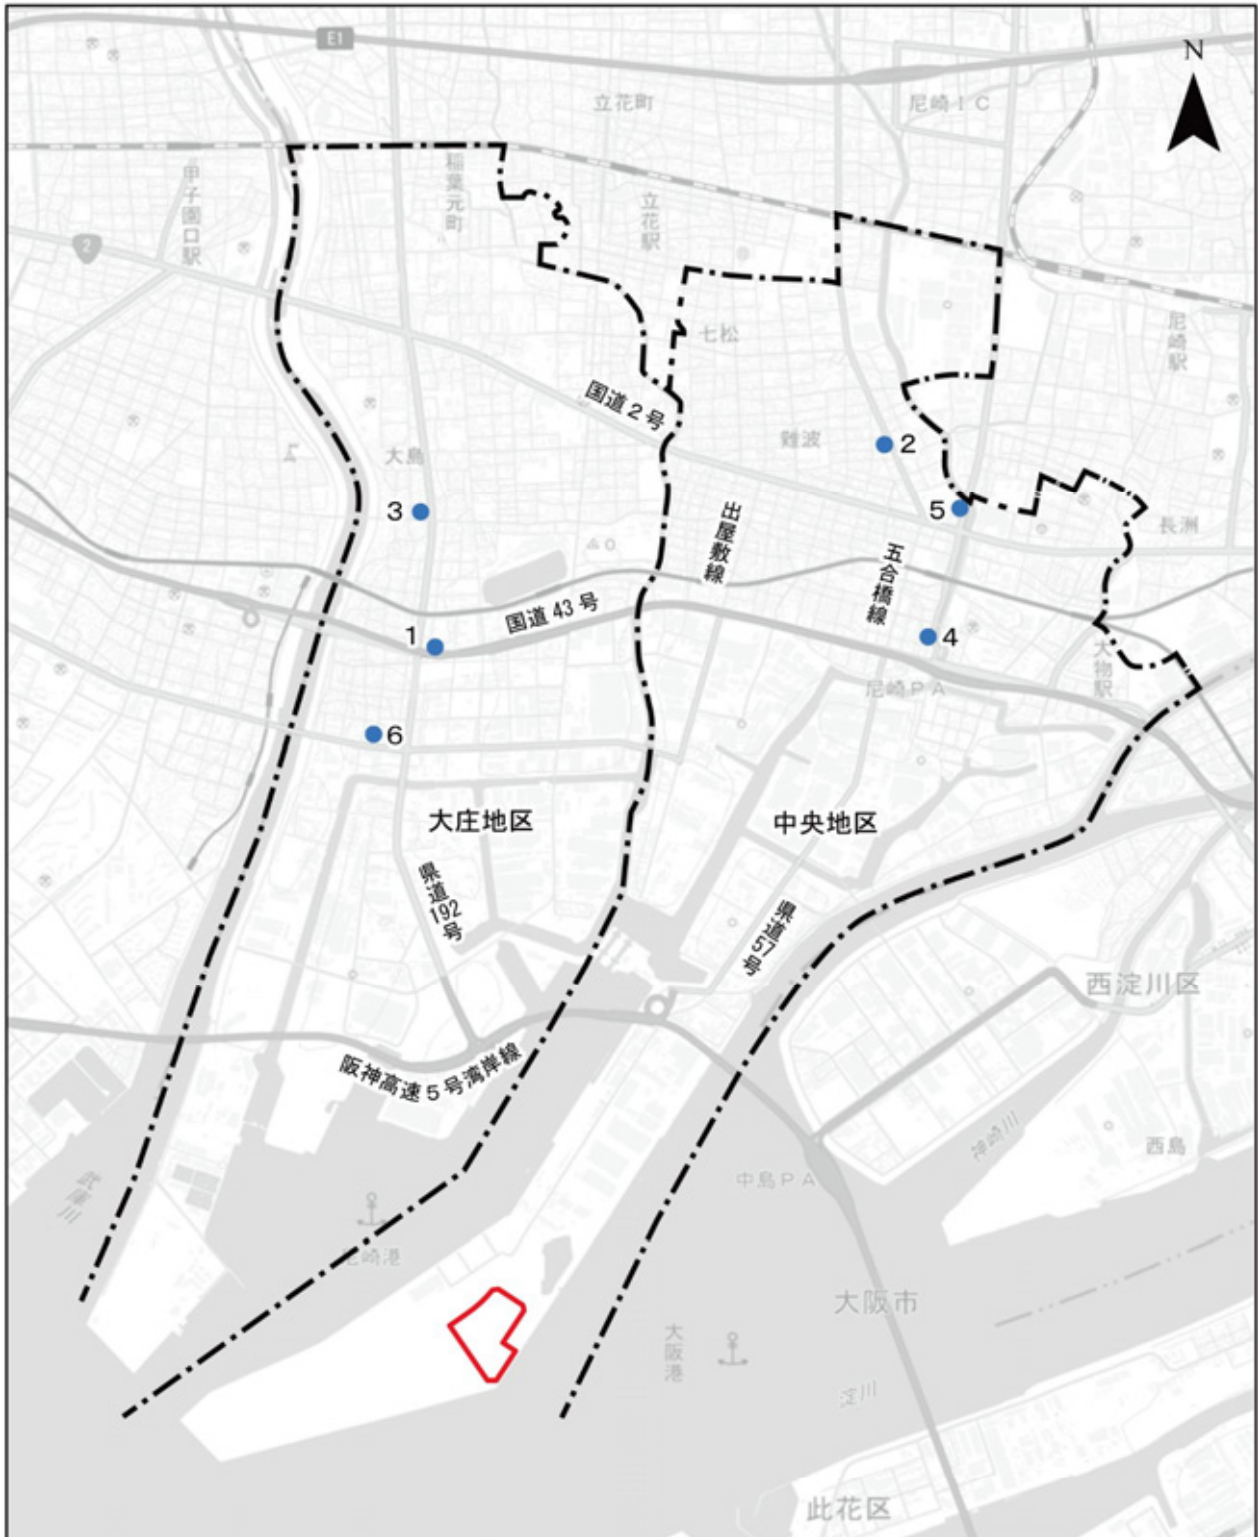 E1
N
立花町
尼崎IC
甲子園口駅
稲葉元町
立花駅
2
七松
尼崎駅
国道2号
難波
2
大島
3
5
長洲
出屋敷線
五合橋線
国道43号
1
4
大物駅
尼崎PA
6
大庄地区
中央地区
県道192号
県道57号
西淀川区
阪神高速5号湾岸線
神崎川
西島
中島PA
武庫川
尼崎港
大阪市
大阪港
淀川
此花区